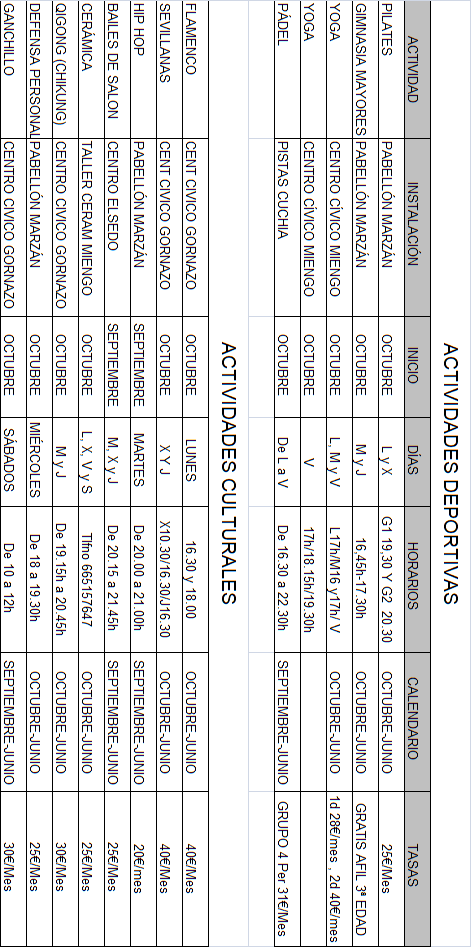 ACTIVIDADES DEPORTIVAS
ACTIVIDAD INSTALACIÓN INICIO DÍAS HORARIOS CALENDARIO TASAS
PILATES PABELLÓN MARZÁN OCTUBRE L y X G1 19,30 Y G2 20.30 OCTUBRE-JUNIO 25€/Mes
GIMNASIA MAYORES PABELLÓN MARZÁN OCTUBRE M y J 16,45h-17.30h OCTUBRE-JUNIO GRATIS AFIL 3ª EDAD
YOGA CENTRO CÍVICO MIENGO OCTUBRE L, M y V L17h/M16 y17h/ V OCTUBRE-JUNIO 1d 28€/mes , 2d 40€/mes
YOGA CENTRO CÍVICO MIENGO OCTUBRE V 17h/18.15h/19.30h
PÁDEL PISTAS CUCHIA OCTUBRE De L a V De 16.30 a 22.30h SEPTIEMBRE-JUNIO GRUPO 4 Per 31€/Mes
ACTIVIDADES CULTURALES
FLAMENCO CENT CIVICO GORNAZO OCTUBRE LUNES 16.30 y 18.00 OCTUBRE-JUNIO 40€/Mes
SEVILLANAS CENT CIVICO GORNAZO OCTUBRE X Y J X10.30/16.30/J16.30 OCTUBRE-JUNIO 40€/Mes
HIP HOP PABELLÓN MARZÁN SEPTIEMBRE MARTES De 20.00 a 21.00h SEPTIEMBRE-JUNIO 20€/mes
BAILES DE SALON CENTRO ELSEDO SEPTIEMBRE M, X y J De 20.15 a 21.45h SEPTIEMBRE-JUNIO 25€/Mes
CERÁMICA TALLER CERAM MIENGO OCTUBRE L, X, V y S Tlfno 665157647 OCTUBRE-JUNIO 25€/Mes
QIGONG (CHIKUNG) CENTRO CÍVICO GORNAZO OCTUBRE M y J De 19.15h a 20.45h OCTUBRE-JUNIO 30€/Mes
DEFENSA PERSONAL PABELLÓN MARZÁN OCTUBRE MIÉRCOLES De 18 a 19.30h OCTUBRE-JUNIO 25€/Mes
GANCHILLO CENTRO CIVICO GORNAZO OCTUBRE SÁBADOS De 10 a 12h SEPTIEMBRE-JUNIO 30€/Mes